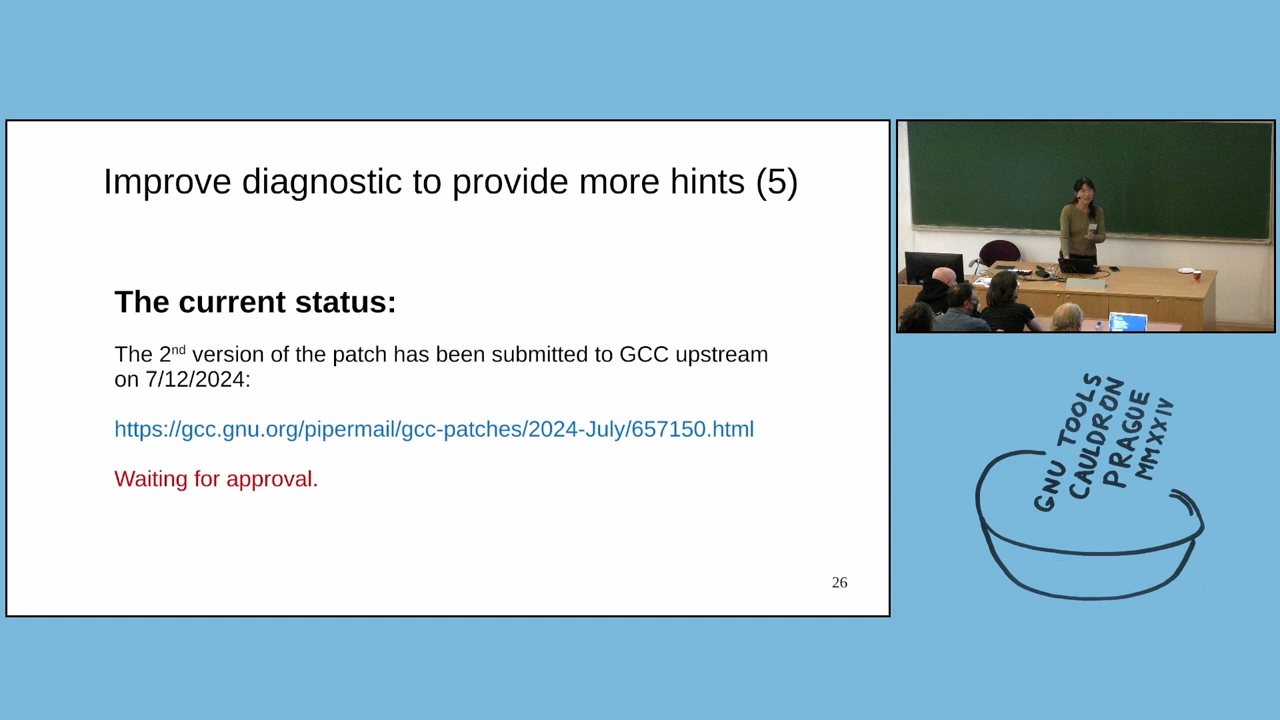 Improve diagnostic to provide more hints (5)
The current status:
The 2nd version of the patch has been submitted to GCC upstream
on 7/12/2024:
https://gcc.gnu.org/pipermail/gcc-patches/2024-July/657150.html
Waiting for approval.
26
GNU TOOLS
CAULDRON
PRAGUE
MMXXIV